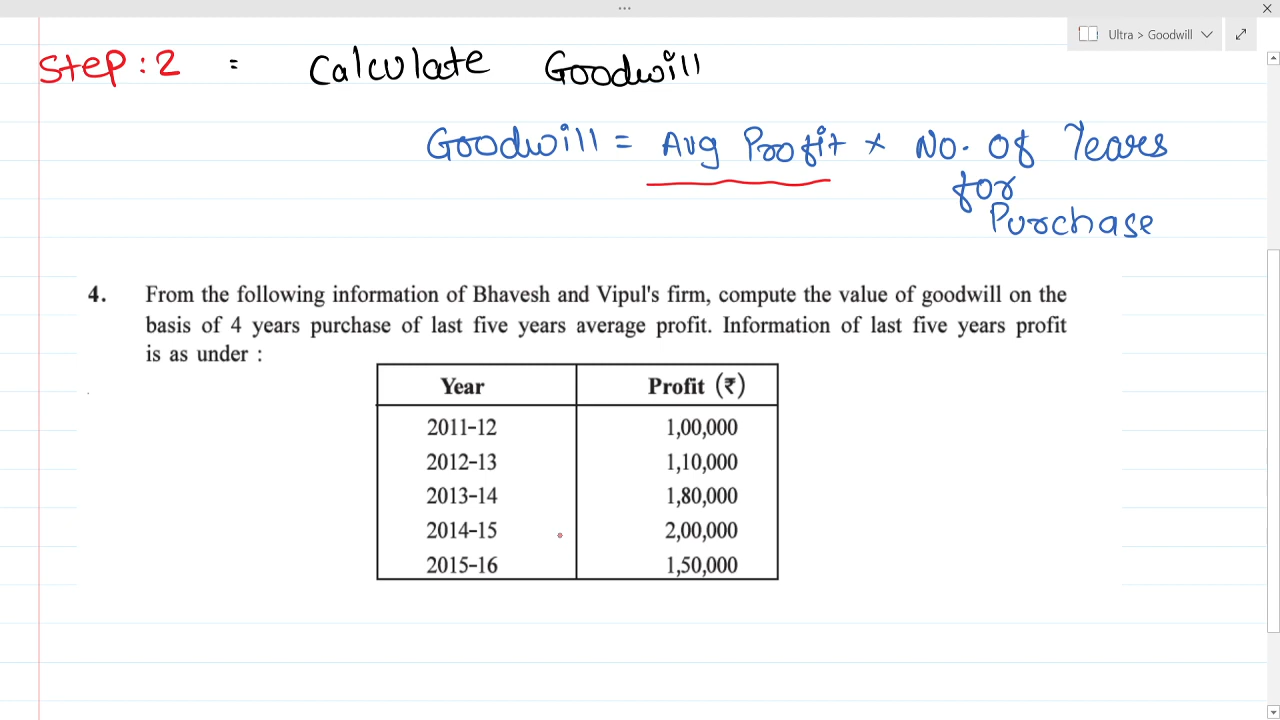 Ultra > Goodwill
Step : 2 = Calculate Goodwill
Goodwill = Avg Profit × No. Of Years
for
Purchase
4. From the following information of Bhavesh and Vipul's firm, compute the value of goodwill on the
basis of 4 years purchase of last five years average profit. Information of last five years profit
is as under :
Year Profit (₹)
2011-12 1,00,000
2012-13 1,10,000
2013-14 1,80,000
2014-15 2,00,000
2015-16 1,50,000